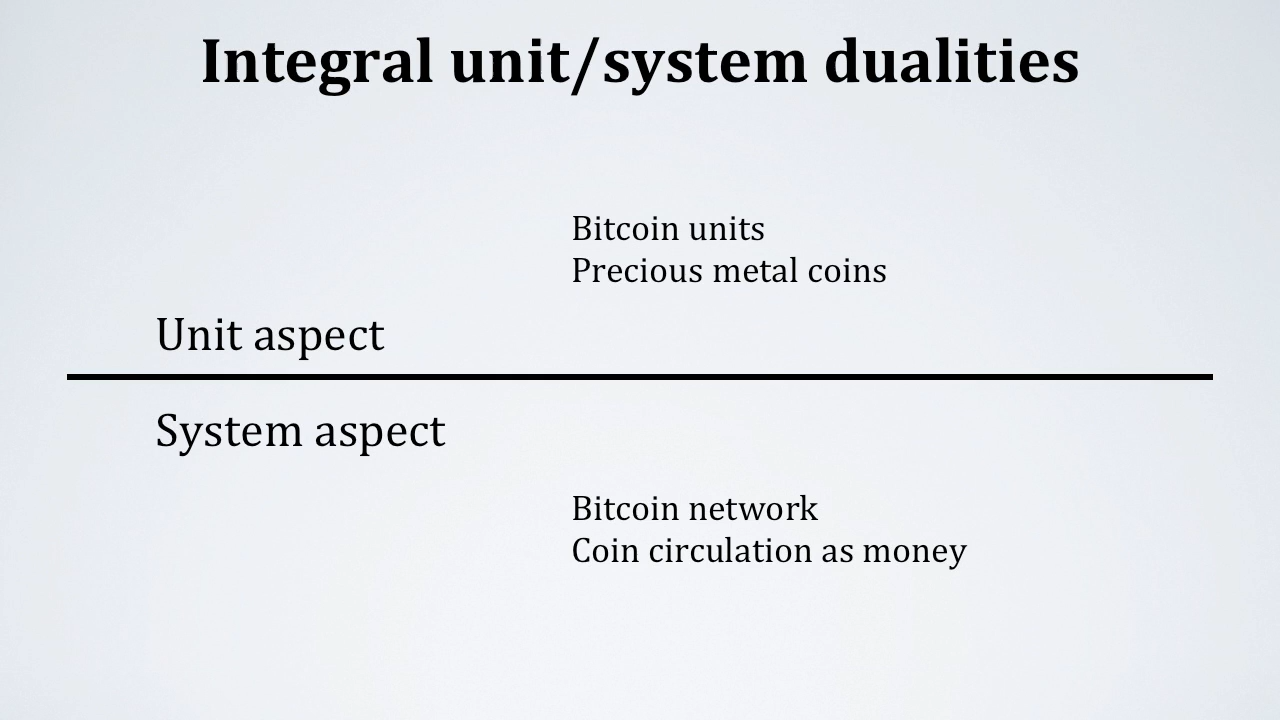 Integral unit/system dualities
Bitcoin units
Precious metal coins
Unit aspect
System aspect
Bitcoin network
Coin circulation as money